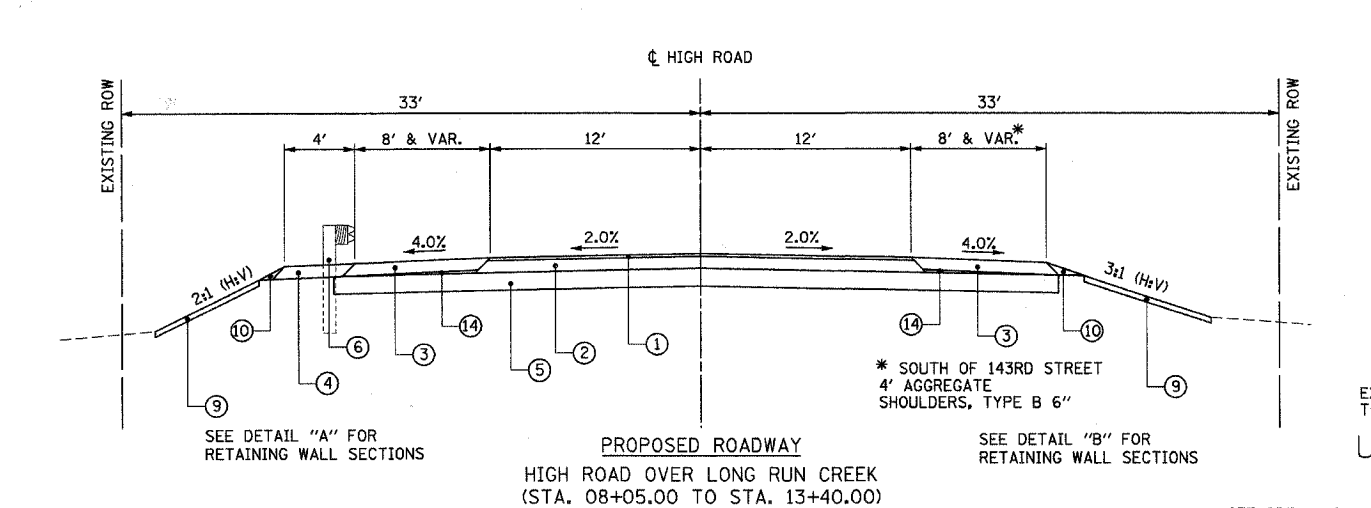 ℄ HIGH ROAD
EXISTING ROW
33'
33'
EXISTING ROW
4'
8' & VAR.
12'
12'
8' & VAR.*
4.0%
2.0%
2.0%
4.0%
2:1 (H:V)
3:1 (H:V)
10
14
14
10
6
3
2
1
3
4
5
9
9
* SOUTH OF 143RD STREET
4' AGGREGATE
SHOULDERS, TYPE B 6"
SEE DETAIL "A" FOR
RETAINING WALL SECTIONS
SEE DETAIL "B" FOR
RETAINING WALL SECTIONS
PROPOSED ROADWAY
HIGH ROAD OVER LONG RUN CREEK
(STA. 08+05.00 TO STA. 13+40.00)